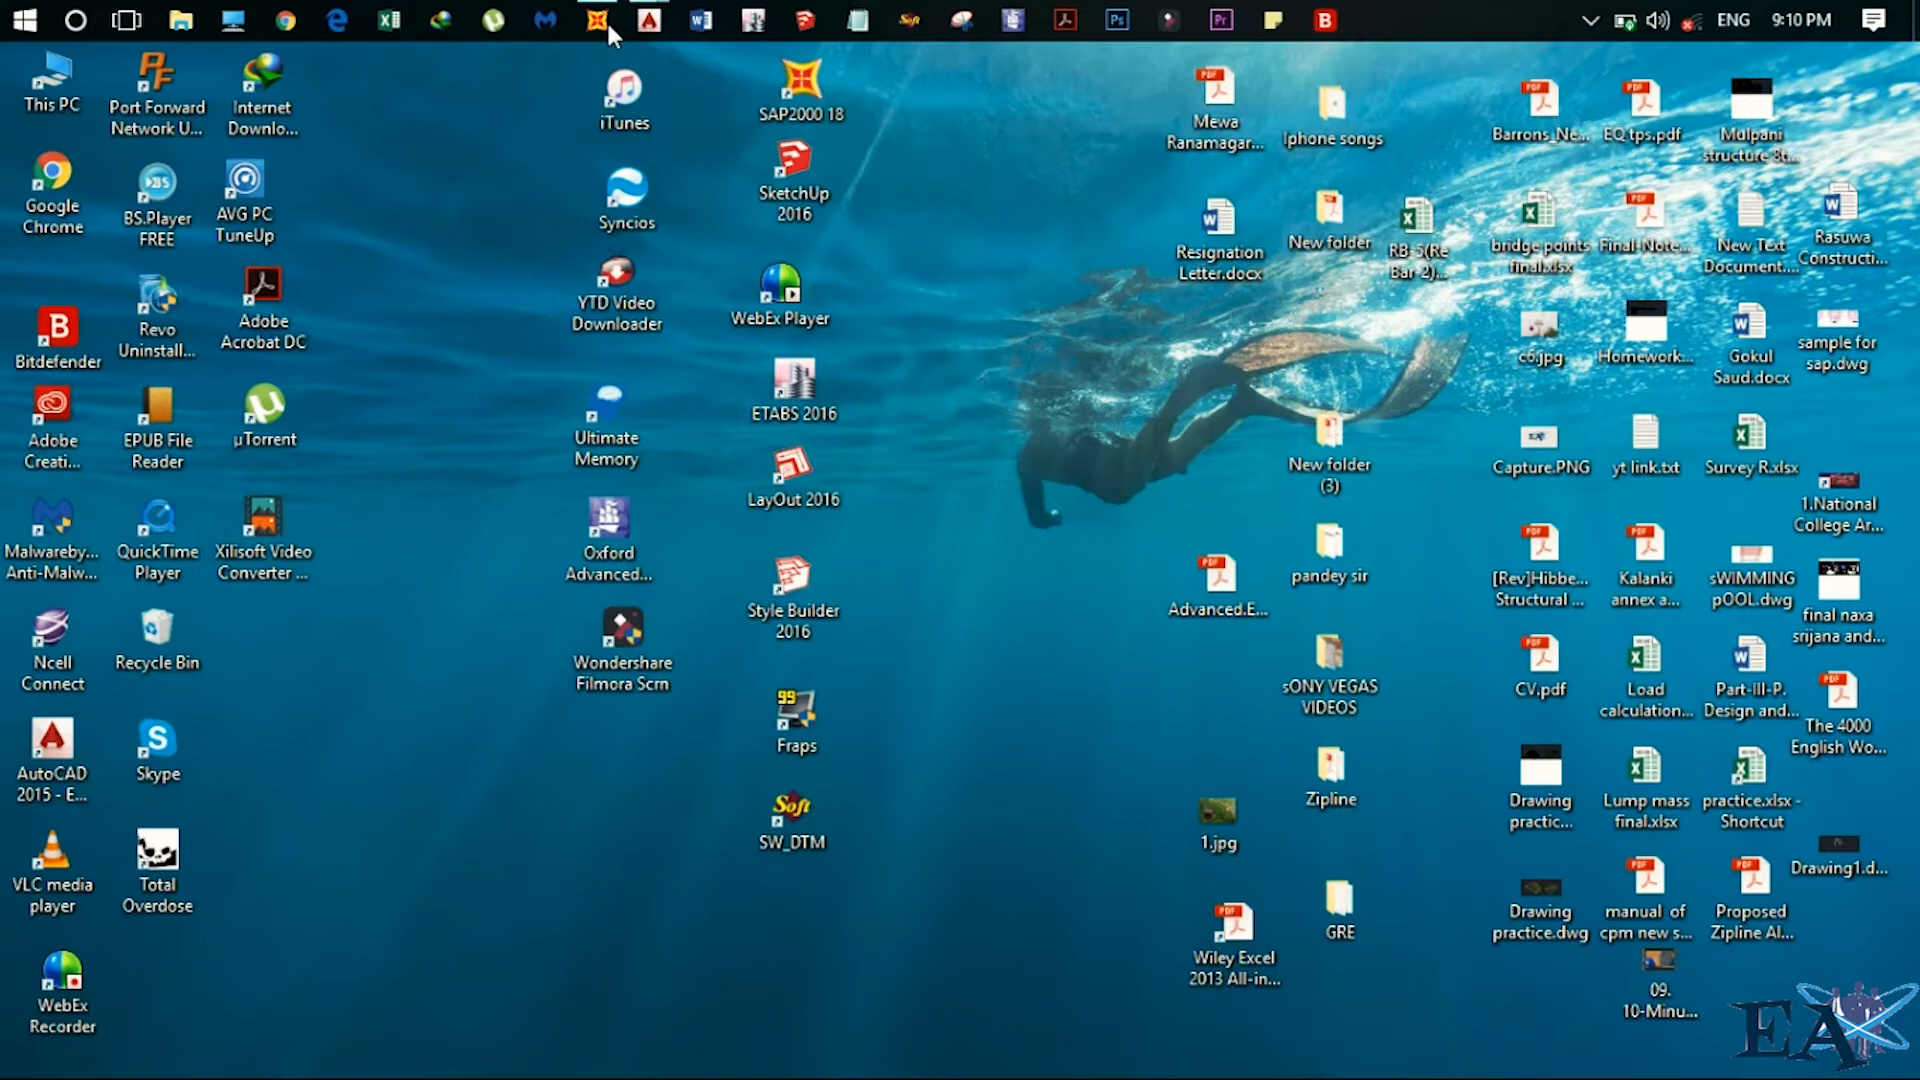 ENG
9:10 PM
This PC
Port Forward
Network U...
Internet
Downlo...
iTunes
SAP2000 18
Mewa
Ranamagar...
Iphone songs
Barrons_Ne...
EQ tps.pdf
Mulpani
structure 8t...
Google
Chrome
BS.Player
FREE
AVG PC
TuneUp
Syncios
SketchUp
2016
Resignation
Letter.docx
New folder
RB-5(Re
Bar-2)...
bridge points
final.xlsx
Final-Note...
New Text
Document....
Rasuwa
Constructi...
Bitdefender
Revo
Uninstall...
Adobe
Acrobat DC
YTD Video
Downloader
WebEx Player
c6.jpg
Homework...
Gokul
Saud.docx
sample for
sap.dwg
Adobe
Creati...
EPUB File
Reader
µTorrent
Ultimate
Memory
ETABS 2016
LayOut 2016
New folder
(3)
Capture.PNG
yt link.txt
Survey R.xlsx
1.National
College Ar...
Malwareby...
Anti-Malw...
QuickTime
Player
Xilisoft Video
Converter ...
Oxford
Advanced...
Style Builder
2016
Advanced.E...
pandey sir
[Rev]Hibbe...
Structural ...
Kalanki
annex a...
sWIMMING
pOOL.dwg
final naxa
srijana and...
Ncell
Connect
Recycle Bin
Wondershare
Filmora Scrn
99
Fraps
sONY VEGAS
VIDEOS
CV.pdf
Load
calculation...
Part-III-P.
Design and...
The 4000
English Wo...
AutoCAD
2015 - E...
Skype
Soft
SW_DTM
1.jpg
Zipline
Drawing
practic...
Lump mass
final.xlsx
practice.xlsx -
Shortcut
Drawing1.d...
VLC media
player
Total
Overdose
Wiley Excel
2013 All-in...
GRE
Drawing
practice.dwg
manual of
cpm new s...
Proposed
Zipline Al...
WebEx
Recorder
09.
10-Minu...
EA